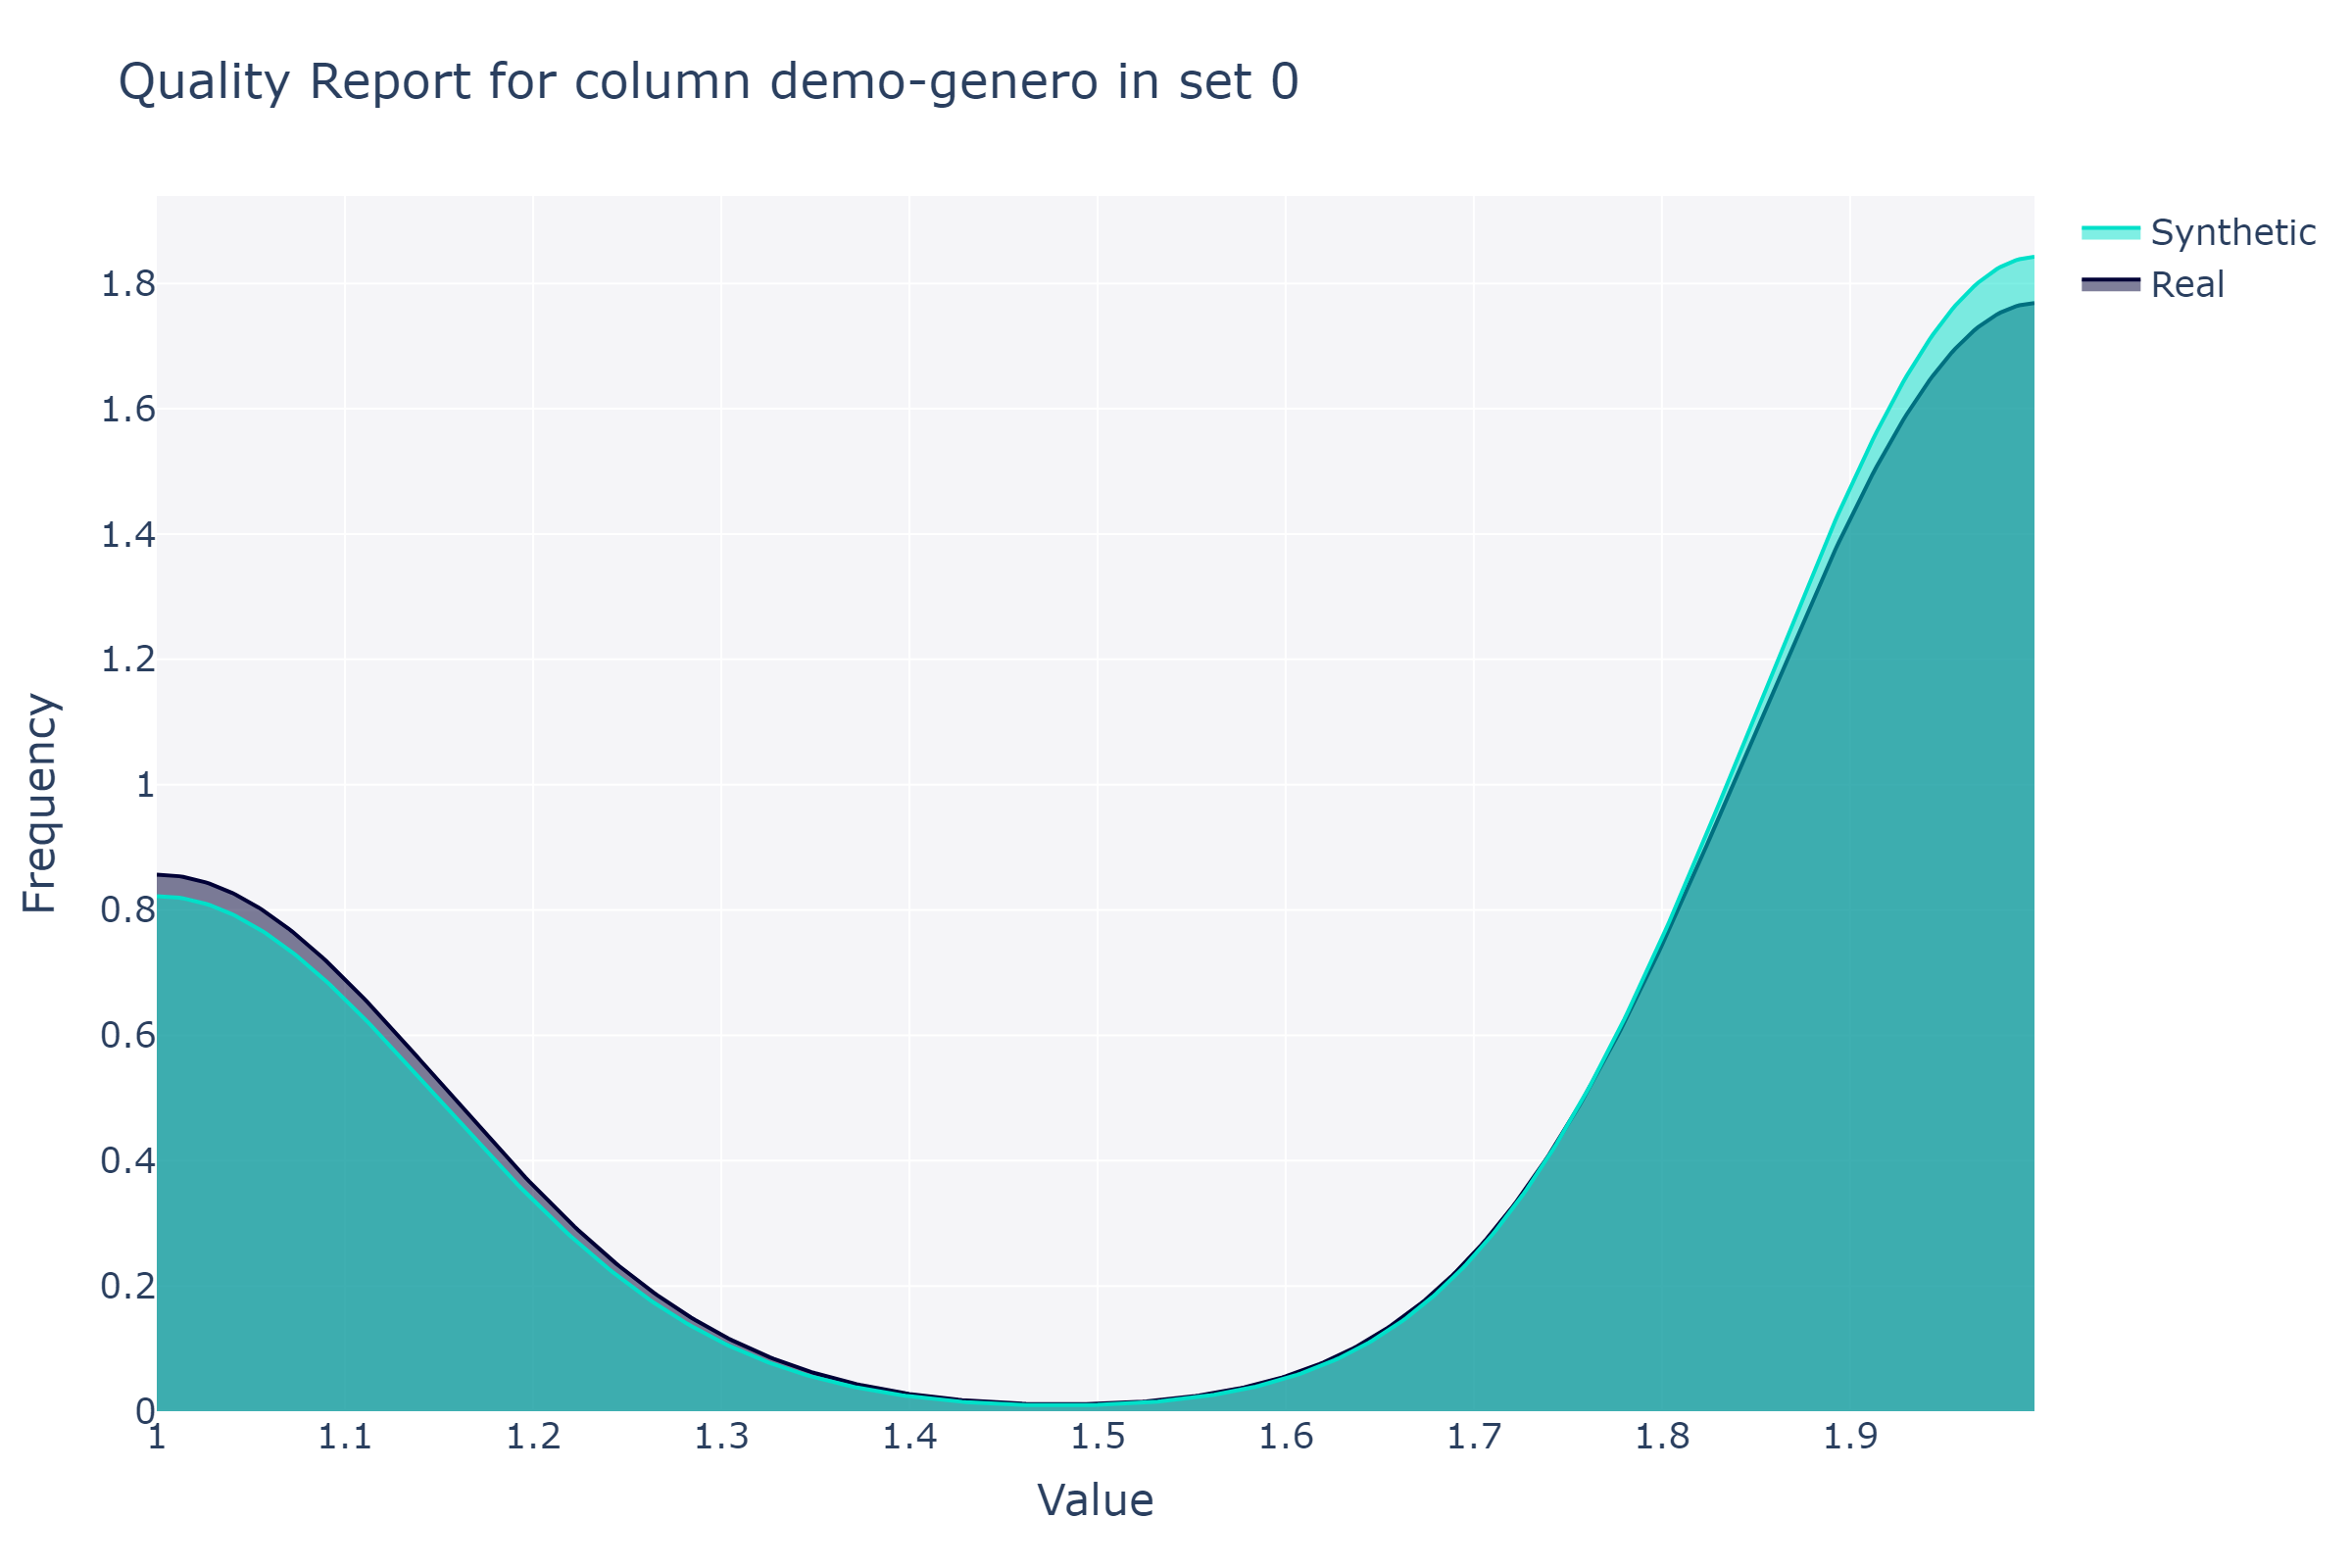 Quality Report for column demo-genero in set 0
Synthetic
Real
Frequency
1.8
1.6
1.4
1.2
1
0.8
0.6
0.4
0.2
0
1 1.1 1.2 1.3 1.4 1.5 1.6 1.7 1.8 1.9
Value